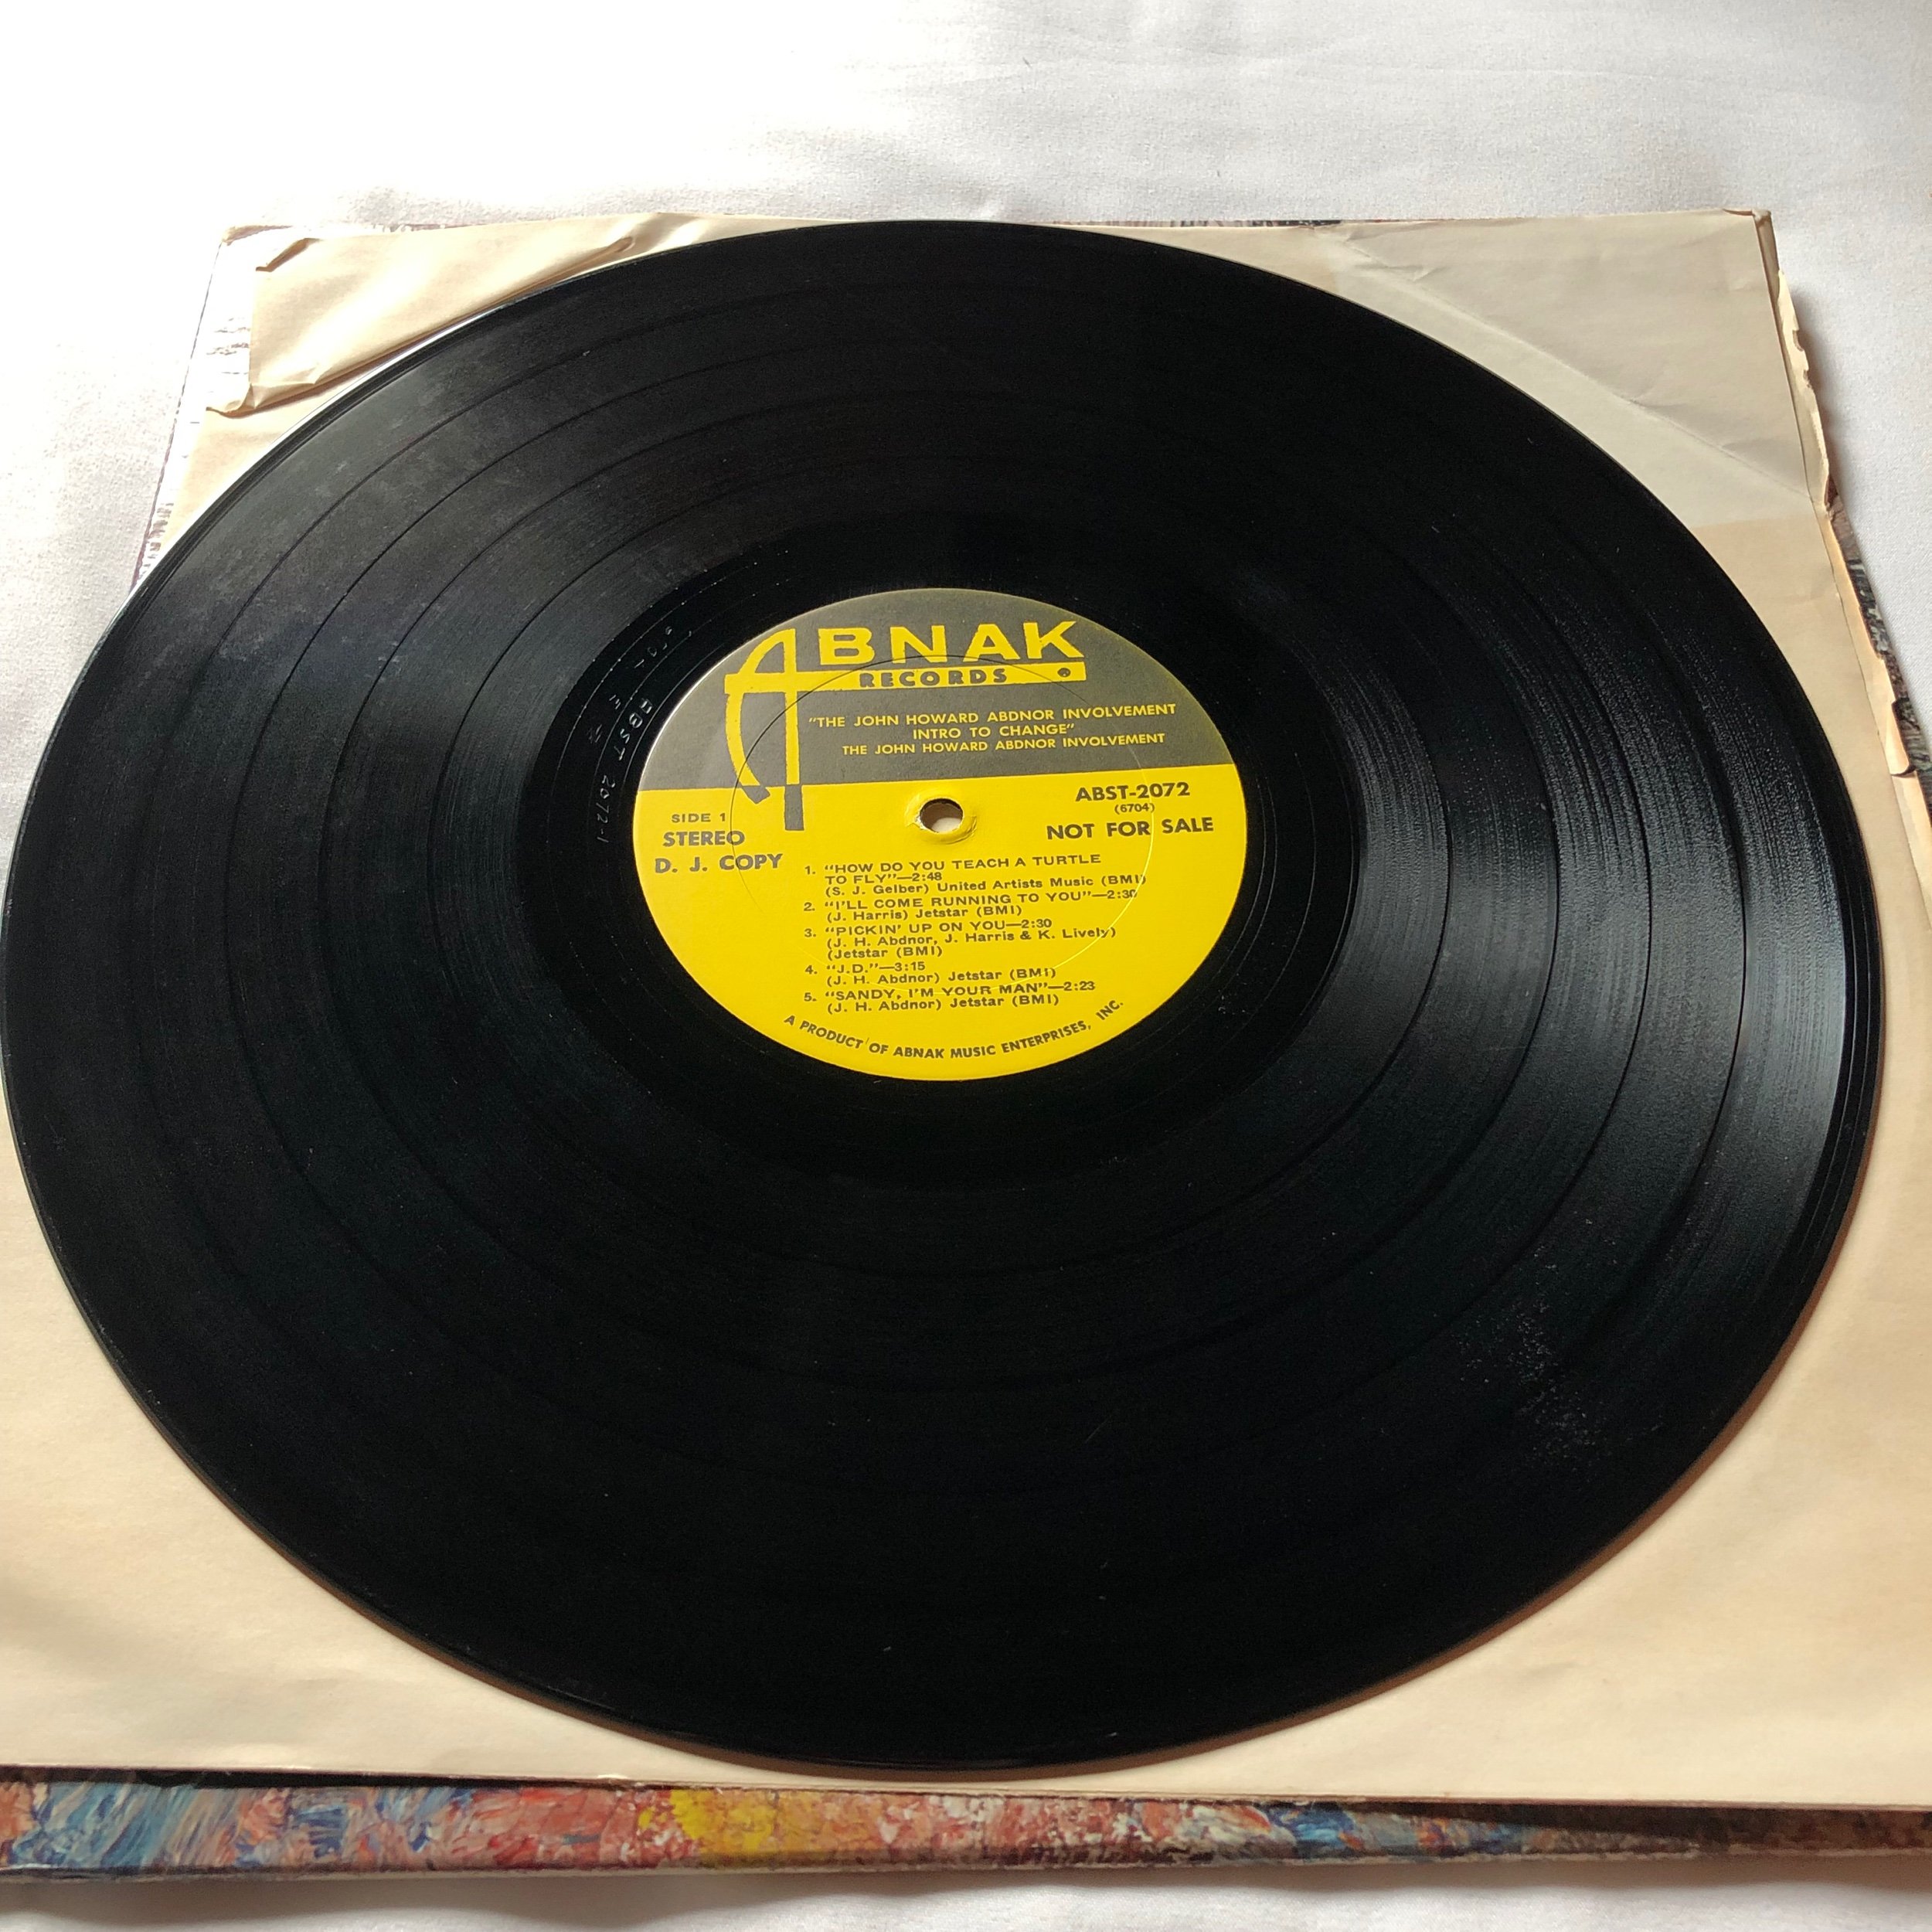 ABNAK
RECORDS ®
"THE JOHN HOWARD ABDNOR INVOLVEMENT
INTRO TO CHANGE"
THE JOHN HOWARD ABDNOR INVOLVEMENT
SIDE 1
STEREO
D. J. COPY
ABST-2072
(6704)
NOT FOR SALE
1. "HOW DO YOU TEACH A TURTLE
TO FLY"—2:48
(S. J. Gelber) United Artists Music (BMI)
2. "I'LL COME RUNNING TO YOU"—2:30
(J. Harris) Jetstar (BMI)
3. "PICKIN' UP ON YOU—2:30
(J. H. Abdnor, J. Harris & K. Lively)
(Jetstar (BMI)
4. "J.D."—3:15
(J. H. Abdnor) Jetstar (BMI)
5. "SANDY, I'M YOUR MAN"—2:23
(J. H. Abdnor) Jetstar (BMI)
A PRODUCT OF ABNAK MUSIC ENTERPRISES, INC.
ABST 2072-1